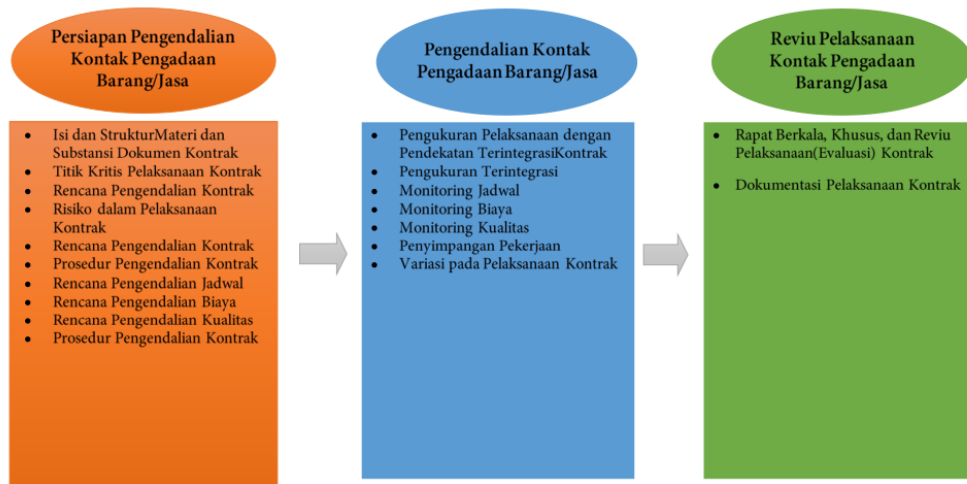 Persiapan Pengendalian
Kontak Pengadaan
Barang/Jasa
• Isi dan StrukturMateri dan
Substansi Dokumen Kontrak
• Titik Kritis Pelaksanaan Kontrak
• Rencana Pengendalian Kontrak
• Risiko dalam Pelaksanaan
Kontrak
• Rencana Pengendalian Kontrak
• Prosedur Pengendalian Kontrak
• Rencana Pengendalian Jadwal
• Rencana Pengendalian Biaya
• Rencana Pengendalian Kualitas
• Prosedur Pengendalian Kontrak
Pengendalian Kontak
Pengadaan Barang/Jasa
• Pengukuran Pelaksanaan dengan
Pendekatan TerintegrasiKontrak
• Pengukuran Terintegrasi
• Monitoring Jadwal
• Monitoring Biaya
• Monitoring Kualitas
• Penyimpangan Pekerjaan
• Variasi pada Pelaksanaan Kontrak
Reviu Pelaksanaan
Kontak Pengadaan
Barang/Jasa
• Rapat Berkala, Khusus, dan Reviu
Pelaksanaan(Evaluasi) Kontrak
• Dokumentasi Pelaksanaan Kontrak